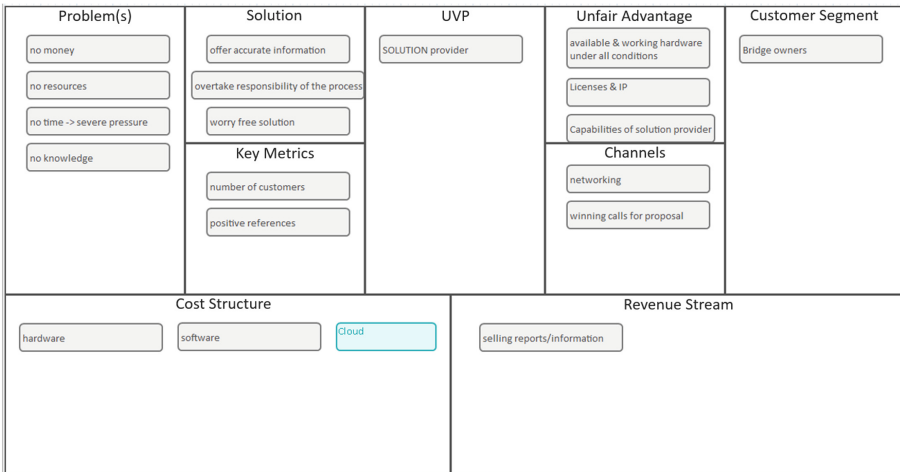 Problem(s)
no money
no resources
no time -> severe pressure
no knowledge
Solution
offer accurate information
overtake responsibility of the process
worry free solution
Key Metrics
number of customers
positive references
UVP
SOLUTION provider
Unfair Advantage
available & working hardware
under all conditions
Licenses & IP
Capabilities of solution provider
Channels
networking
winning calls for proposal
Customer Segment
Bridge owners
Cost Structure
hardware
software
Cloud
Revenue Stream
selling reports/information